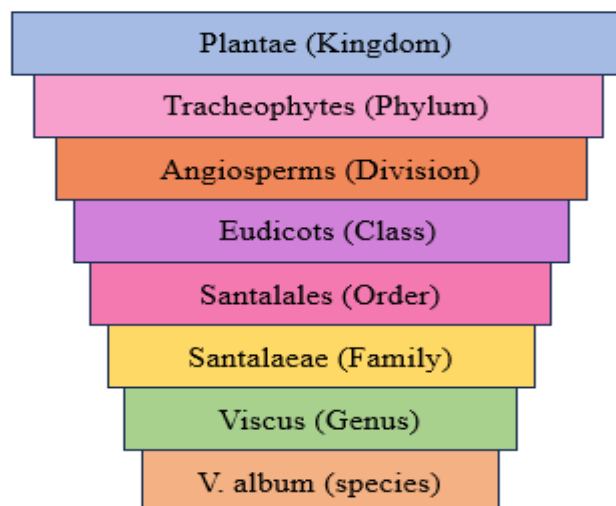 Plantae (Kingdom)
Tracheophytes (Phylum)
Angiosperms (Division)
Eudicots (Class)
Santalales (Order)
Santalaeae (Family)
Viscus (Genus)
V. album (species)